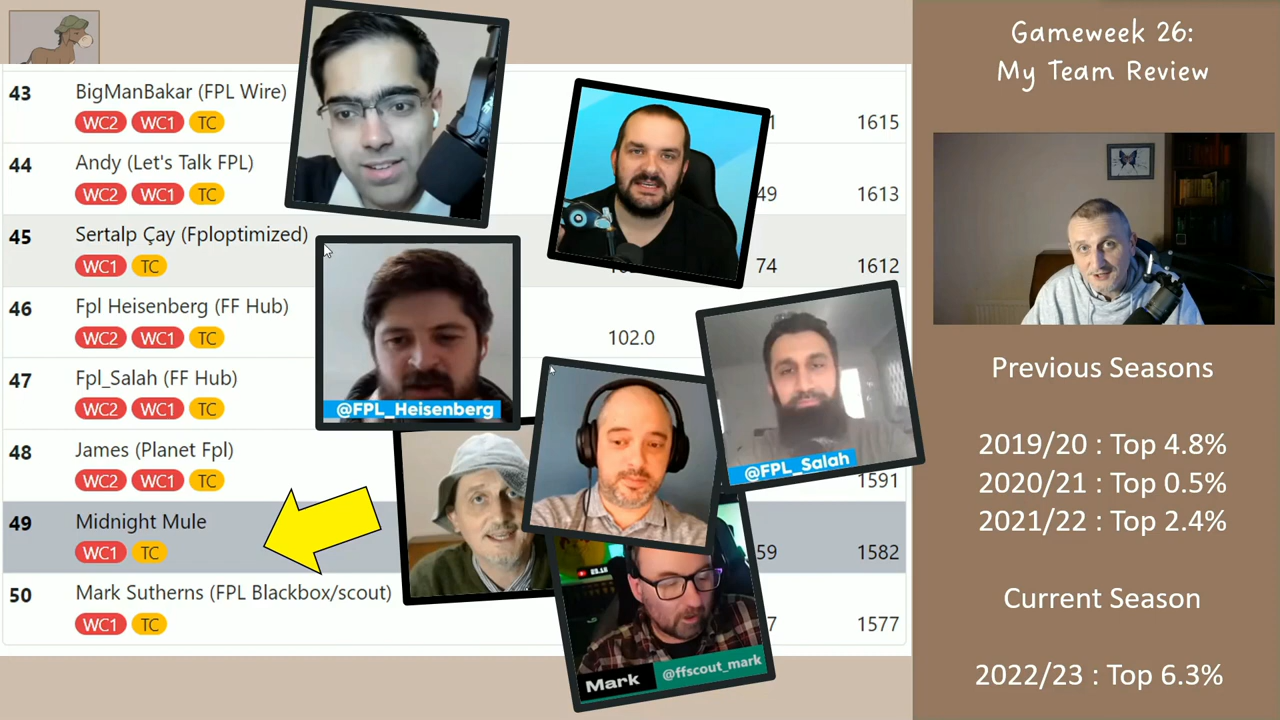 43 BigManBakar (FPL Wire)
WC2 WC1 TC 1 1615
44 Andy (Let's Talk FPL)
WC2 WC1 TC 49 1613
45 Sertalp Çay (Fploptimized)
WC1 TC 74 1612
46 Fpl Heisenberg (FF Hub)
WC2 WC1 TC 102.0
47 Fpl_Salah (FF Hub)
WC2 WC1 TC
48 James (Planet Fpl)
WC2 WC1 TC 1591
49 Midnight Mule
WC1 TC 59 1582
50 Mark Sutherns (FPL Blackbox/scout)
WC1 TC 7 1577
@FPL_Heisenberg
@FPL_Salah
Mark @ffscout_mark
Gameweek 26:
My Team Review
Previous Seasons
2019/20 : Top 4.8%
2020/21 : Top 0.5%
2021/22 : Top 2.4%
Current Season
2022/23 : Top 6.3%